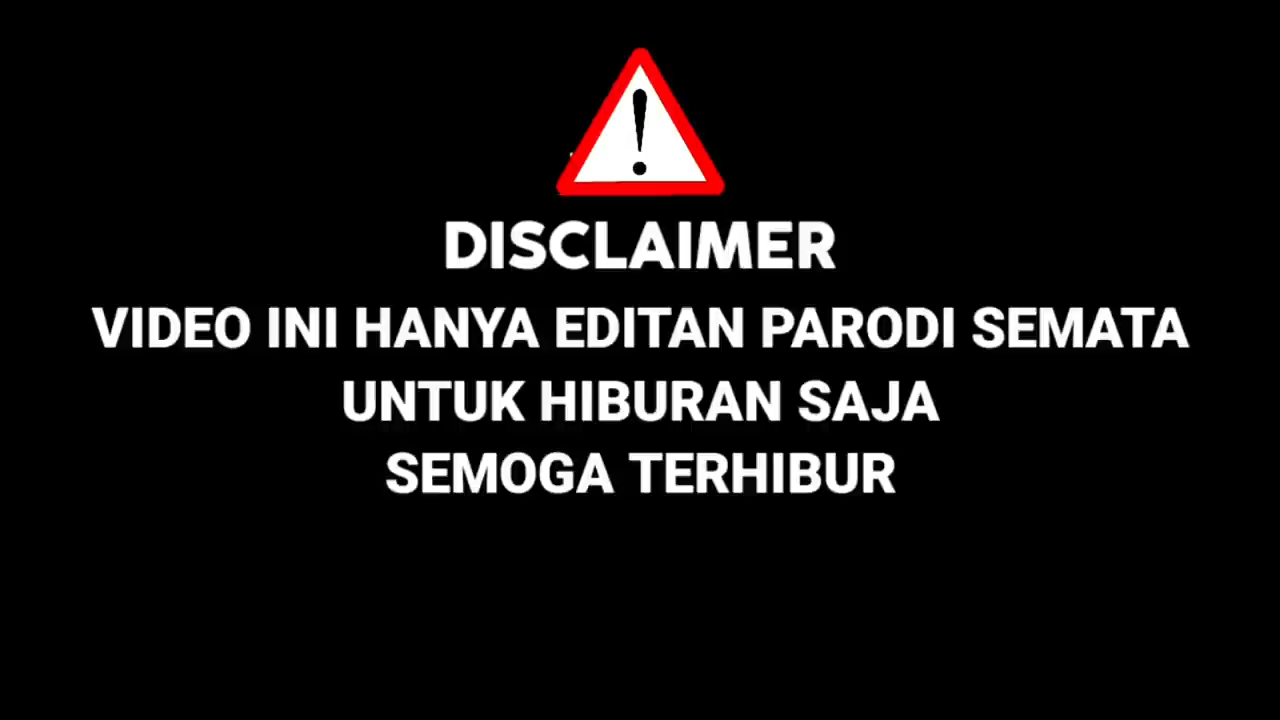 DISCLAIMER
VIDEO INI HANYA EDITAN PARODI SEMATA
UNTUK HIBURAN SAJA
SEMOGA TERHIBUR